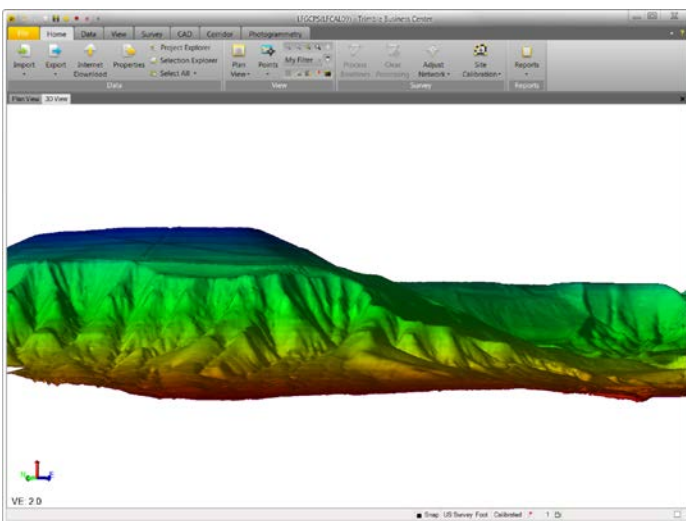 Trimble Business Center
File Home Data View Survey CAD Corridor Photogrammetry
Import Export Internet Download Properties
Project Explorer
Selection Explorer
Select All
Plan View Points
My Filter
Process Baselines Clear Processing Adjust Network Site Calibration Reports
Data View Survey Reports
Plan View 3D View
N E
VE: 2.0
Snap US Survey Foot Calibrated 1